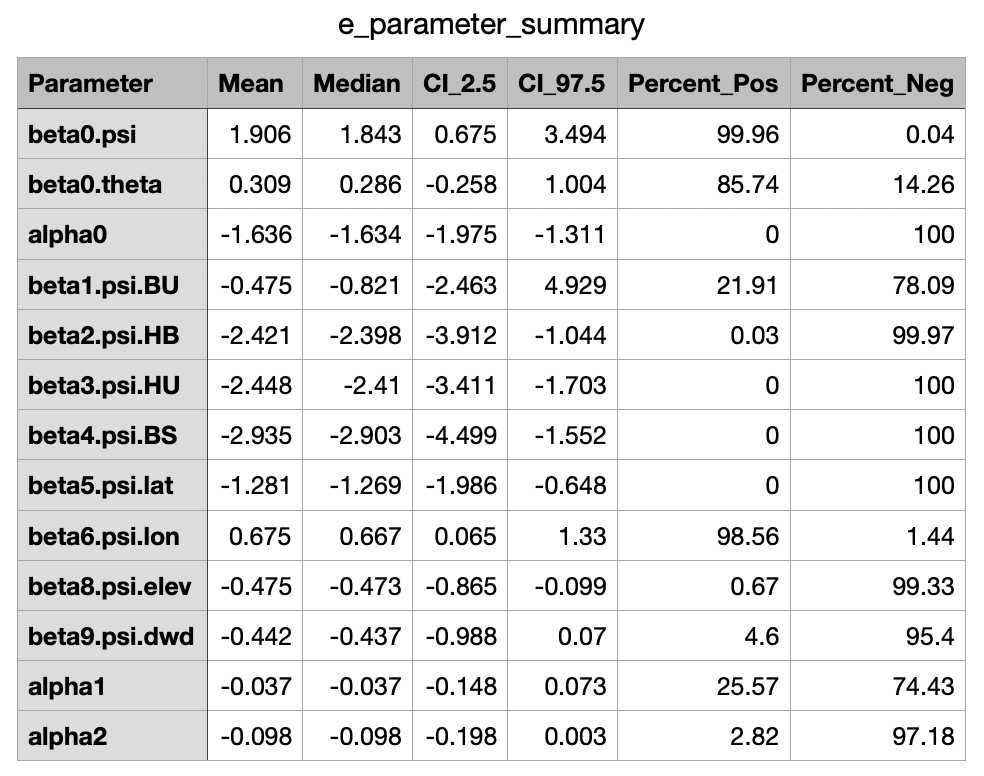 e_parameter_summary
Parameter Mean Median CI_2.5 CI_97.5 Percent_Pos Percent_Neg
beta0.psi 1.906 1.843 0.675 3.494 99.96 0.04
beta0.theta 0.309 0.286 -0.258 1.004 85.74 14.26
alpha0 -1.636 -1.634 -1.975 -1.311 0 100
beta1.psi.BU -0.475 -0.821 -2.463 4.929 21.91 78.09
beta2.psi.HB -2.421 -2.398 -3.912 -1.044 0.03 99.97
beta3.psi.HU -2.448 -2.41 -3.411 -1.703 0 100
beta4.psi.BS -2.935 -2.903 -4.499 -1.552 0 100
beta5.psi.lat -1.281 -1.269 -1.986 -0.648 0 100
beta6.psi.lon 0.675 0.667 0.065 1.33 98.56 1.44
beta8.psi.elev -0.475 -0.473 -0.865 -0.099 0.67 99.33
beta9.psi.dwd -0.442 -0.437 -0.988 0.07 4.6 95.4
alpha1 -0.037 -0.037 -0.148 0.073 25.57 74.43
alpha2 -0.098 -0.098 -0.198 0.003 2.82 97.18